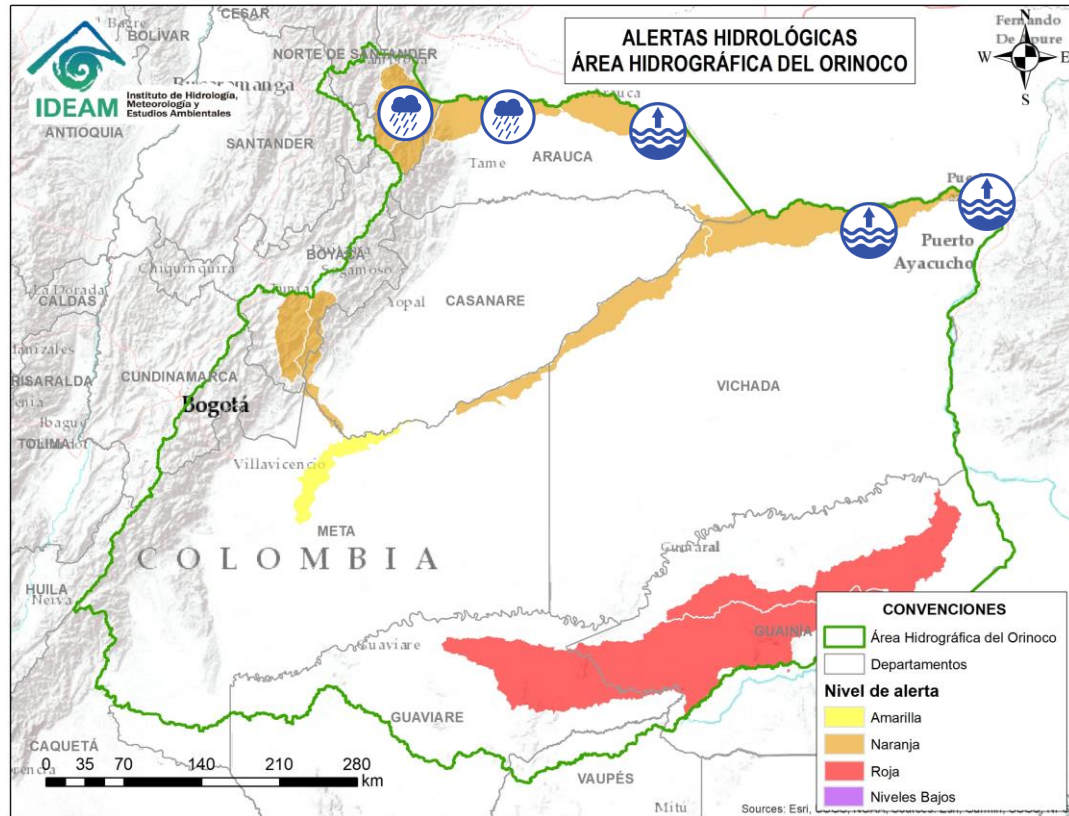 ALERTAS HIDROLÓGICAS
ÁREA HIDROGRÁFICA DEL ORINOCO
IDEAM
Instituto de Hidrología,
Meteorología y
Estudios Ambientales
N
W
E
S
Fernando
De Apure
CESAR
BOLÍVAR
NORTE DE SANTANDER
ANTIOQUIA
SANTANDER
Arauca
Tame
ARAUCA
Puerto
Ayacucho
BOYACÁ
Sogamoso
Chiquinquirá
Tunja
La Dorada
CALDAS
Yopal
CASANARE
Manizales
RISARALDA
CUNDINAMARCA
VICHADA
Bogotá
Ibagué
TOLIMA
Villavicencio
META
COLOMBIA
Cumaral
HUILA
Neiva
Guaviare
GUAINÍA
GUAVIARE
CAQUETÁ
VAUPÉS
Mitú
0 35 70 140 210 280
km
CONVENCIONES
Área Hidrográfica del Orinoco
Departamentos
Nivel de alerta
Amarilla
Naranja
Roja
Niveles Bajos
Sources: Esri,